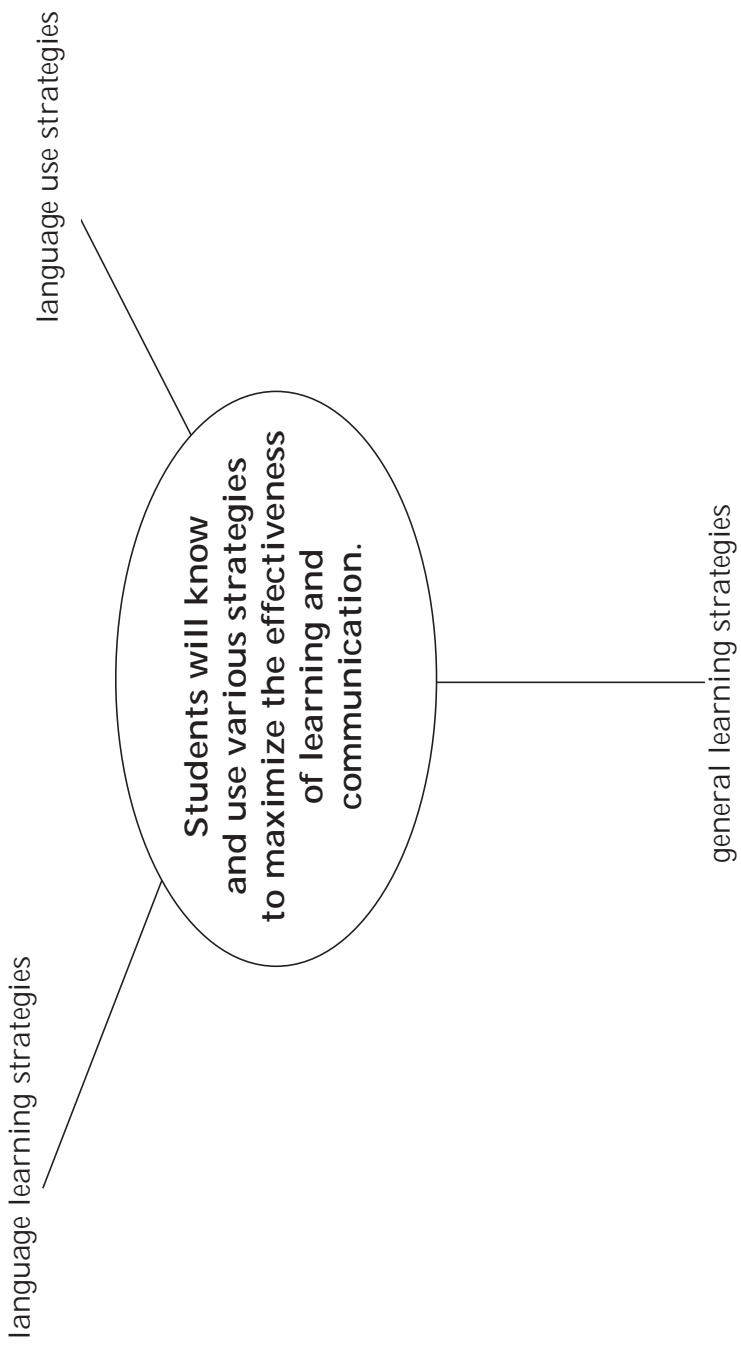 language learning strategies
language use strategies
Students will know
and use various strategies
to maximize the effectiveness
of learning and
communication.
general learning strategies